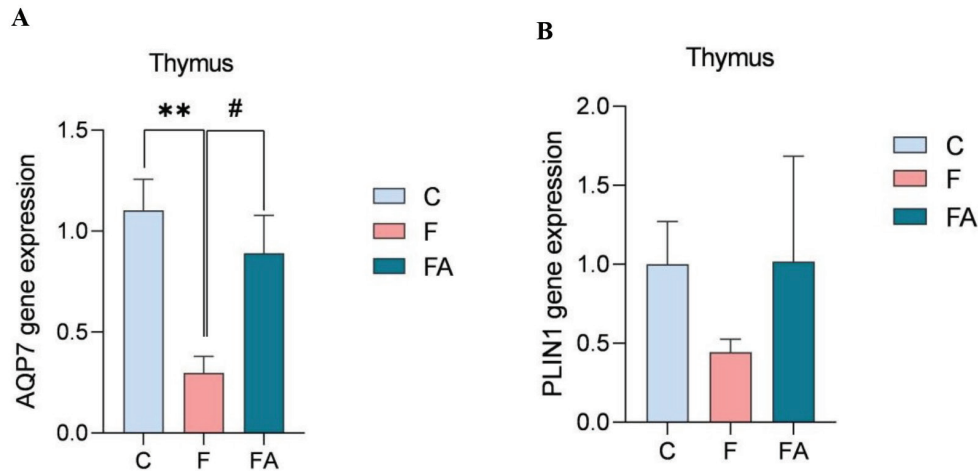 A
Thymus
** #
AQP7 gene expression
1.5
1.0
0.5
0.0
C F FA
C
F
FA
B
Thymus
PLIN1 gene expression
2.0
1.5
1.0
0.5
0.0
C F FA
C
F
FA